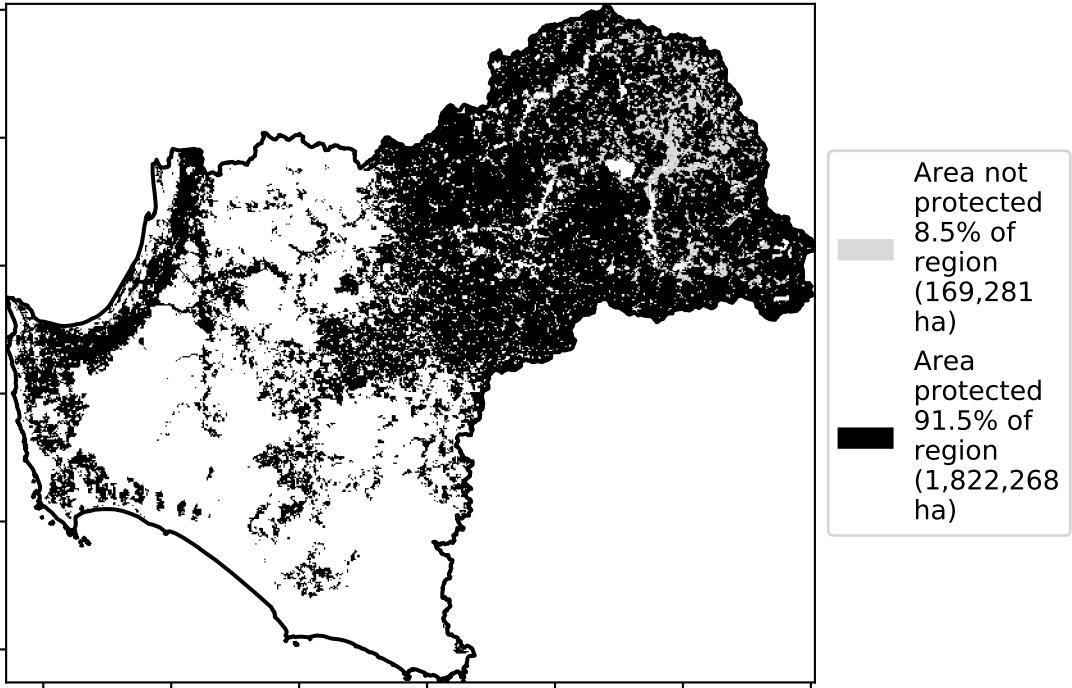 Area not
protected
8.5% of
region
(169,281
ha)
Area
protected
91.5% of
region
(1,822,268
ha)